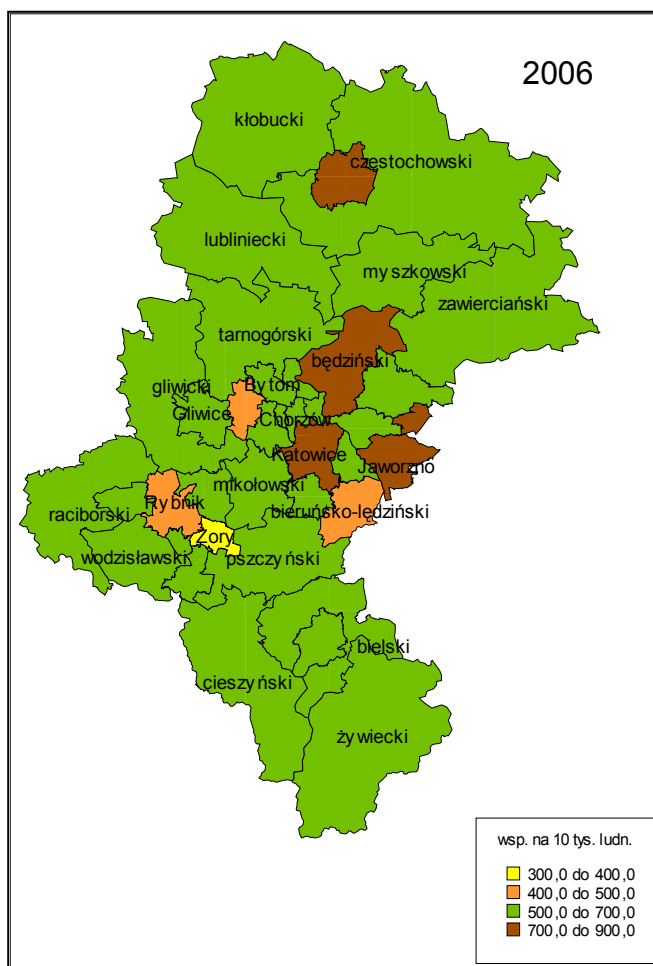 2006
kłobucki
częstochowski
lubliniecki
myszkowski
zawierciański
tarnogórski
będziński
gliwicki
Bytom
Gliwice
Chorzów
Katowice
Jaworzno
mikołowski
Rybnik
raciborski
bieruńsko-lędziński
Żory
wodzisławski
pszczyński
bielski
cieszyński
żywiecki
wsp. na 10 tys. ludn.
300,0 do 400,0
400,0 do 500,0
500,0 do 700,0
700,0 do 900,0